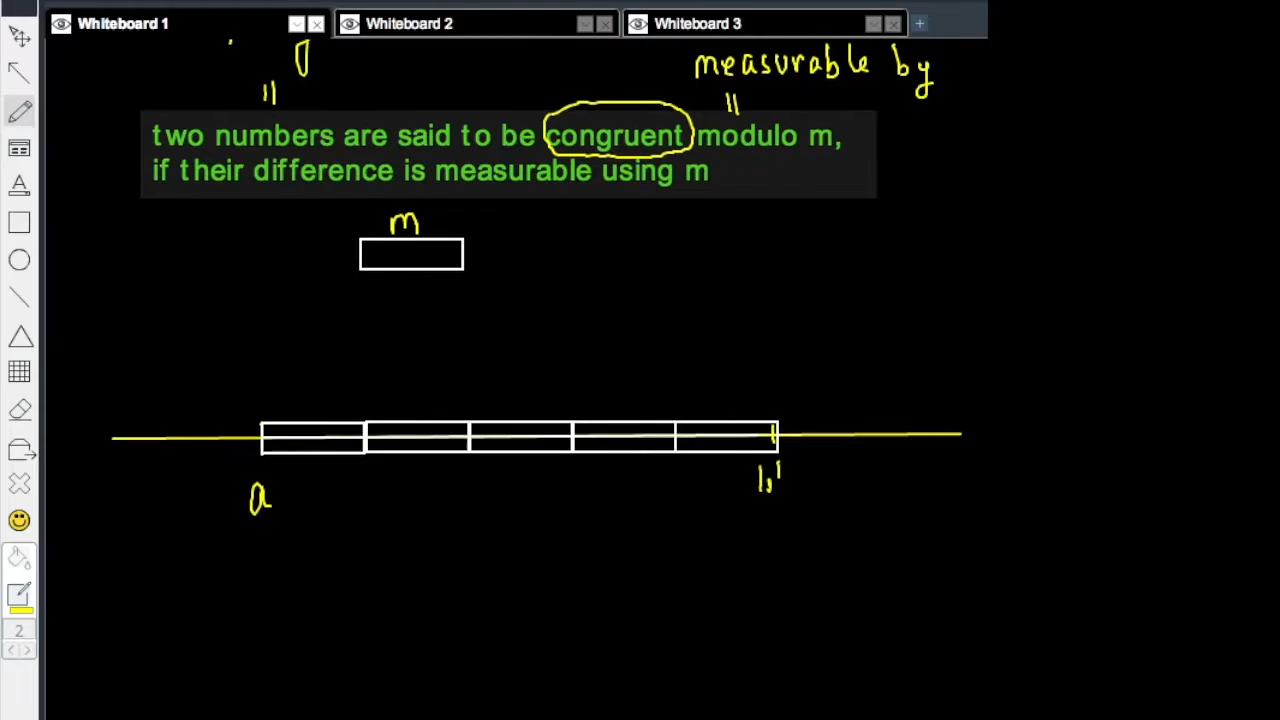 Whiteboard 1
Whiteboard 2
Whiteboard 3
measurable by
two numbers are said to be congruent modulo m,
if their difference is measurable using m
m
a
2